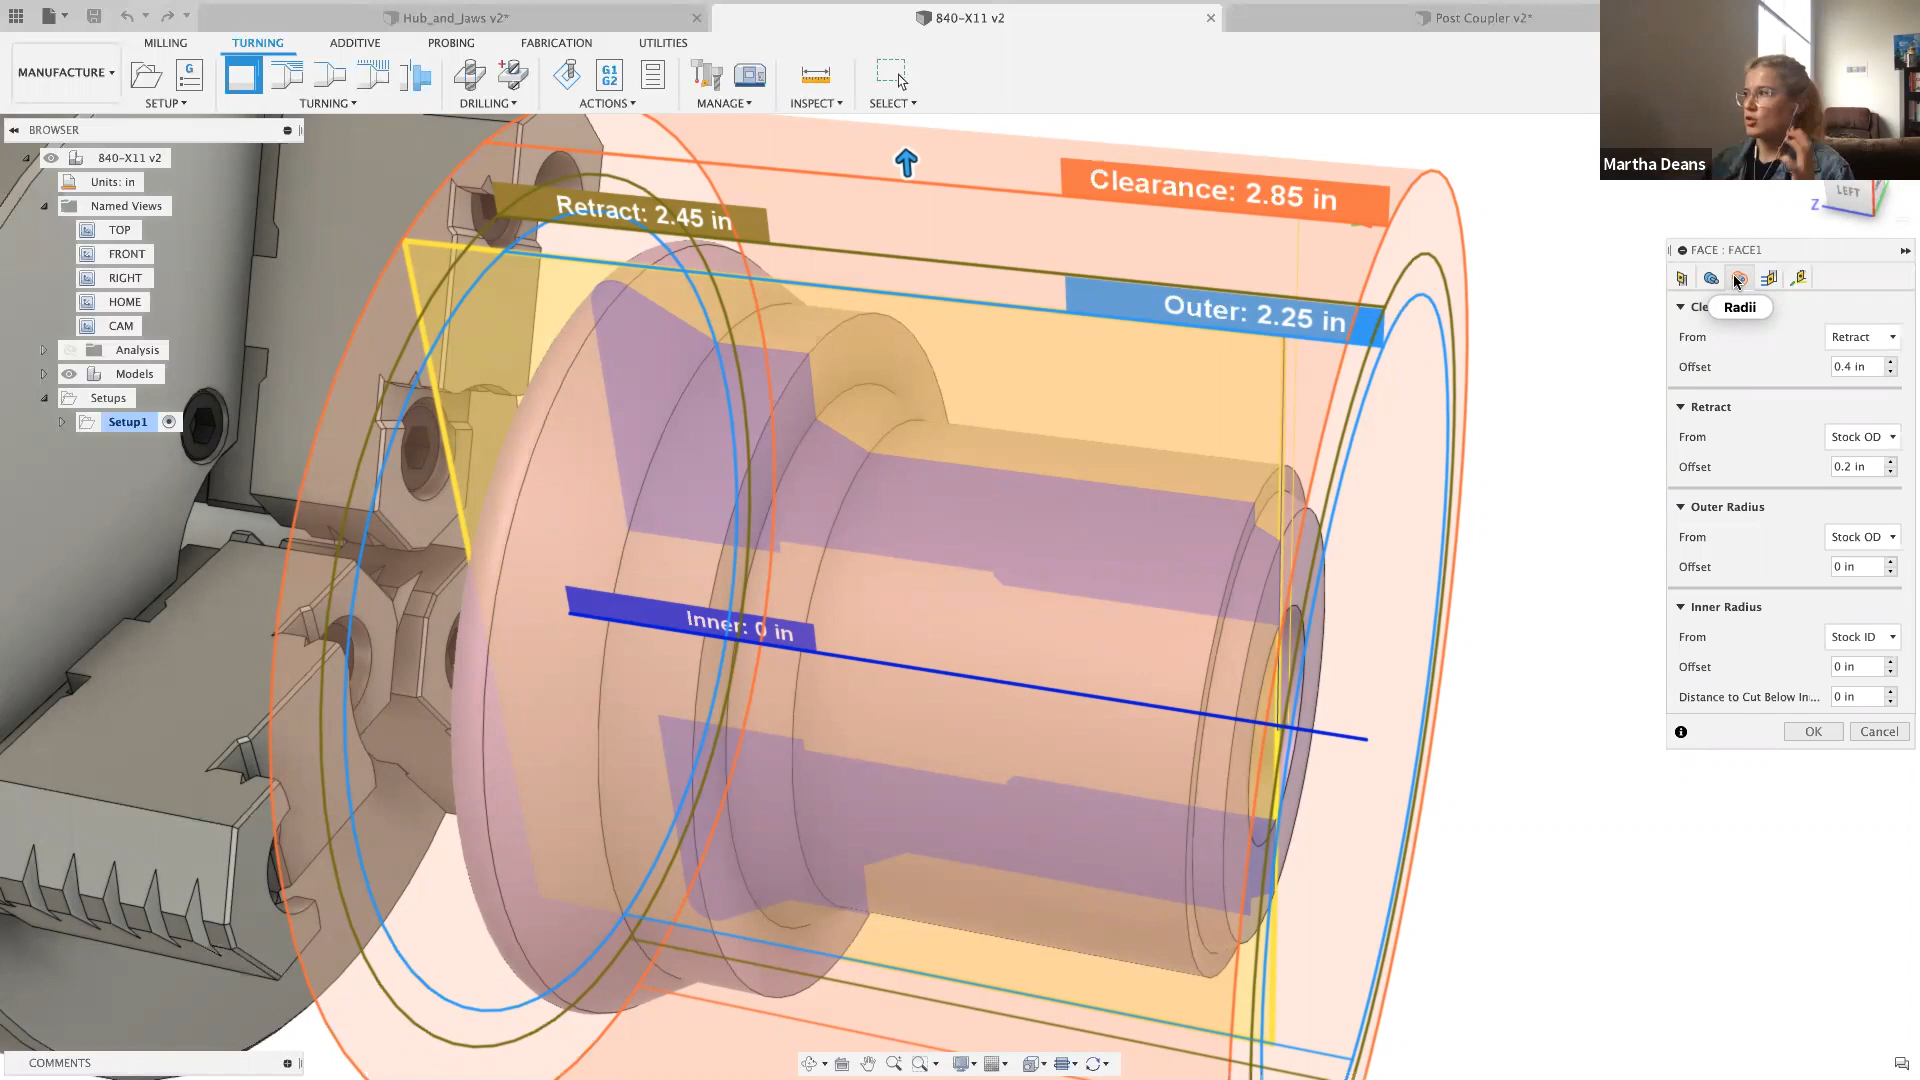 Hub_and_Jaws v2*
840-X11 v2
Post Coupler v2*
MILLING
TURNING
ADDITIVE
PROBING
FABRICATION
UTILITIES
MANUFACTURE
G
G1
G2
SETUP
TURNING
DRILLING
ACTIONS
MANAGE
INSPECT
SELECT
Martha Deans
BROWSER
840-X11 v2
Units: in
Named Views
TOP
FRONT
RIGHT
HOME
CAM
Analysis
Models
Setups
Setup1
Clearance: 2.85 in
Retract: 2.45 in
Outer: 2.25 in
Inner: 0 in
LEFT
Z
FACE : FACE1
Cle
Radii
From
Retract
Offset
0.4 in
Retract
From
Stock OD
Offset
0.2 in
Outer Radius
From
Stock OD
Offset
0 in
Inner Radius
From
Stock ID
Offset
0 in
Distance to Cut Below In...
0 in
OK
Cancel
COMMENTS